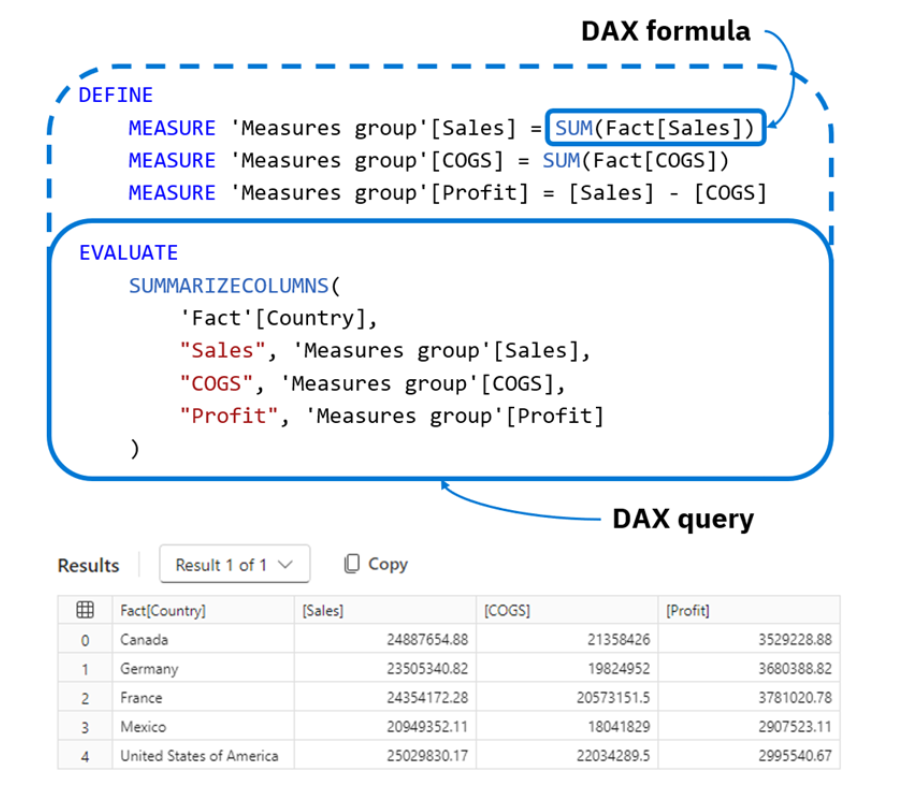 DAX formula
DEFINE
MEASURE 'Measures group'[Sales] = SUM(Fact[Sales])
MEASURE 'Measures group'[COGS] = SUM(Fact[COGS])
MEASURE 'Measures group'[Profit] = [Sales] - [COGS]
EVALUATE
SUMMARIZECOLUMNS(
'Fact'[Country],
"Sales", 'Measures group'[Sales],
"COGS", 'Measures group'[COGS],
"Profit", 'Measures group'[Profit]
)
DAX query
Results Result 1 of 1 Copy
Fact[Country] [Sales] [COGS] [Profit]
0 Canada 24887654.88 21358426 3529228.88
1 Germany 23505340.82 19824952 3680388.82
2 France 24354172.28 20573151.5 3781020.78
3 Mexico 20949352.11 18041829 2907523.11
4 United States of America 25029830.17 22034289.5 2995540.67